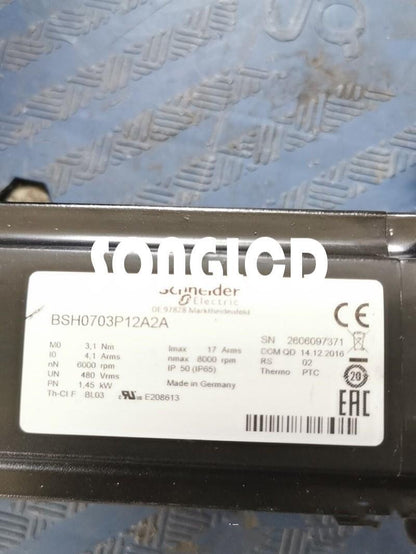 SONGLCD
Schneider
Electric
DE 97828 Marktheidenfeld
BSH0703P12A2A
M0 3,1 Nm
I0 4,1 Arms
nN 6000 rpm
UN 480 Vrms
PN 1,45 kW
Th-Cl F BL03
Imax 17 Arms
nmax 8000 rpm
IP 50 (IP65)
Made in Germany
E208613
SN 2606097371
DOM QD 14.12.2016
RS 02
Thermo PTC
CE
20
EAC